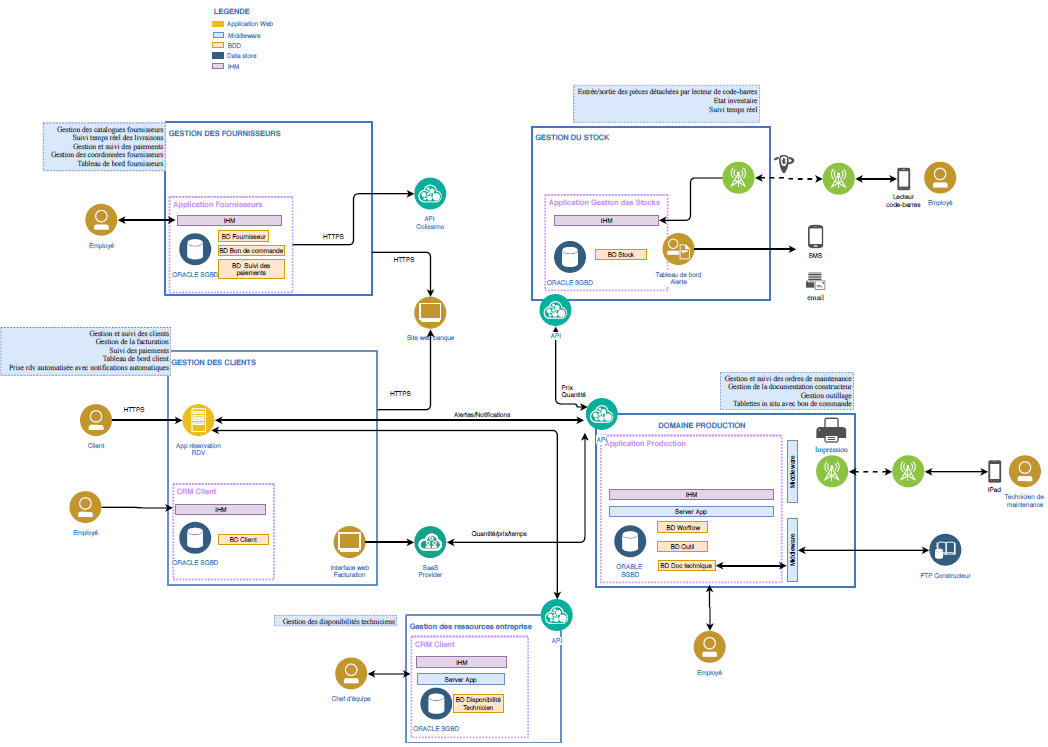 LEGENDE
Application Web
Middleware
BDD
Data store
IHM
Gestion des catalogues fournisseurs
Suivi temps réel des livraisons
Gestion et suivi des paiements
Gestion des coordonnées fournisseurs
Tableau de bord fournisseurs
GESTION DES FOURNISSEURS
Application Fournisseurs
IHM
BD Fournisseur
BD Bon de commande
BD Suivi des
paiements
ORACLE SGBD
Employé
HTTPS
API
Colissimo
HTTPS
Site web banque
Entrée/sortie des pièces détachées par lecteur de code-barres
Etat inventaire
Suivi temps réel
GESTION DU STOCK
Application Gestion des Stocks
IHM
BD Stock
ORACLE SGBD
Tableau de bord
Alerte
Lecteur
code-barres
Employé
SMS
email
API
Prix
Quantité
Gestion et suivi des clients
Gestion de la facturation
Suivi des paiements
Tableau de bord client
Prise rdv automatisée avec notifications automatiques
GESTION DES CLIENTS
HTTPS
HTTPS
Client
App réservation
RDV
Alertes/Notifications
CRM Client
IHM
BD Client
ORACLE SGBD
Employé
Interface web
Facturation
SaaS
Provider
Quantité/prix/temps
Gestion et suivi des ordres de maintenance
Gestion de la documentation constructeur
Gestion outillage
Tablettes in situ avec bon de commande
DOMAINE PRODUCTION
API
Application Production
Impression
Middleware
IHM
Server App
BD Worflow
BD Outil
BD Doc technique
ORABLE
SGBD
Middleware
iPad
Technicien de
maintenance
FTP Constructeur
Employé
Gestion des disponibilités techniciens
Gestion des ressources entreprise
API
CRM Client
IHM
Server App
BD Disponibilité
Technicien
ORACLE SGBD
Chef d'équipe